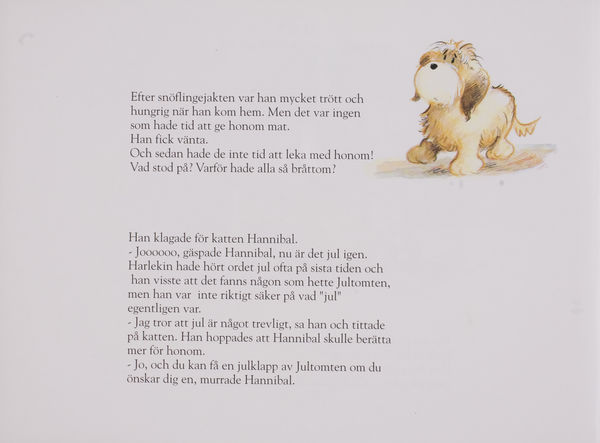 Efter snöflingejakten var han mycket trött och
hungrig när han kom hem. Men det var ingen
som hade tid att ge honom mat.
Han fick vänta.
Och sedan hade de inte tid att leka med honom!
Vad stod på? Varför hade alla så bråttom?
Han klagade för katten Hannibal.
- Joooooo, gäspade Hannibal, nu är det jul igen.
Harlekin hade hört ordet jul ofta på sista tiden och
han visste att det fanns någon som hette Jultomten,
men han var inte riktigt säker på vad "jul"
egentligen var.
- Jag tror att jul är något trevligt, sa han och tittade
på katten. Han hoppades att Hannibal skulle berätta
mer för honom.
- Jo, och du kan få en julklapp av Jultomten om du
önskar dig en, murrade Hannibal.